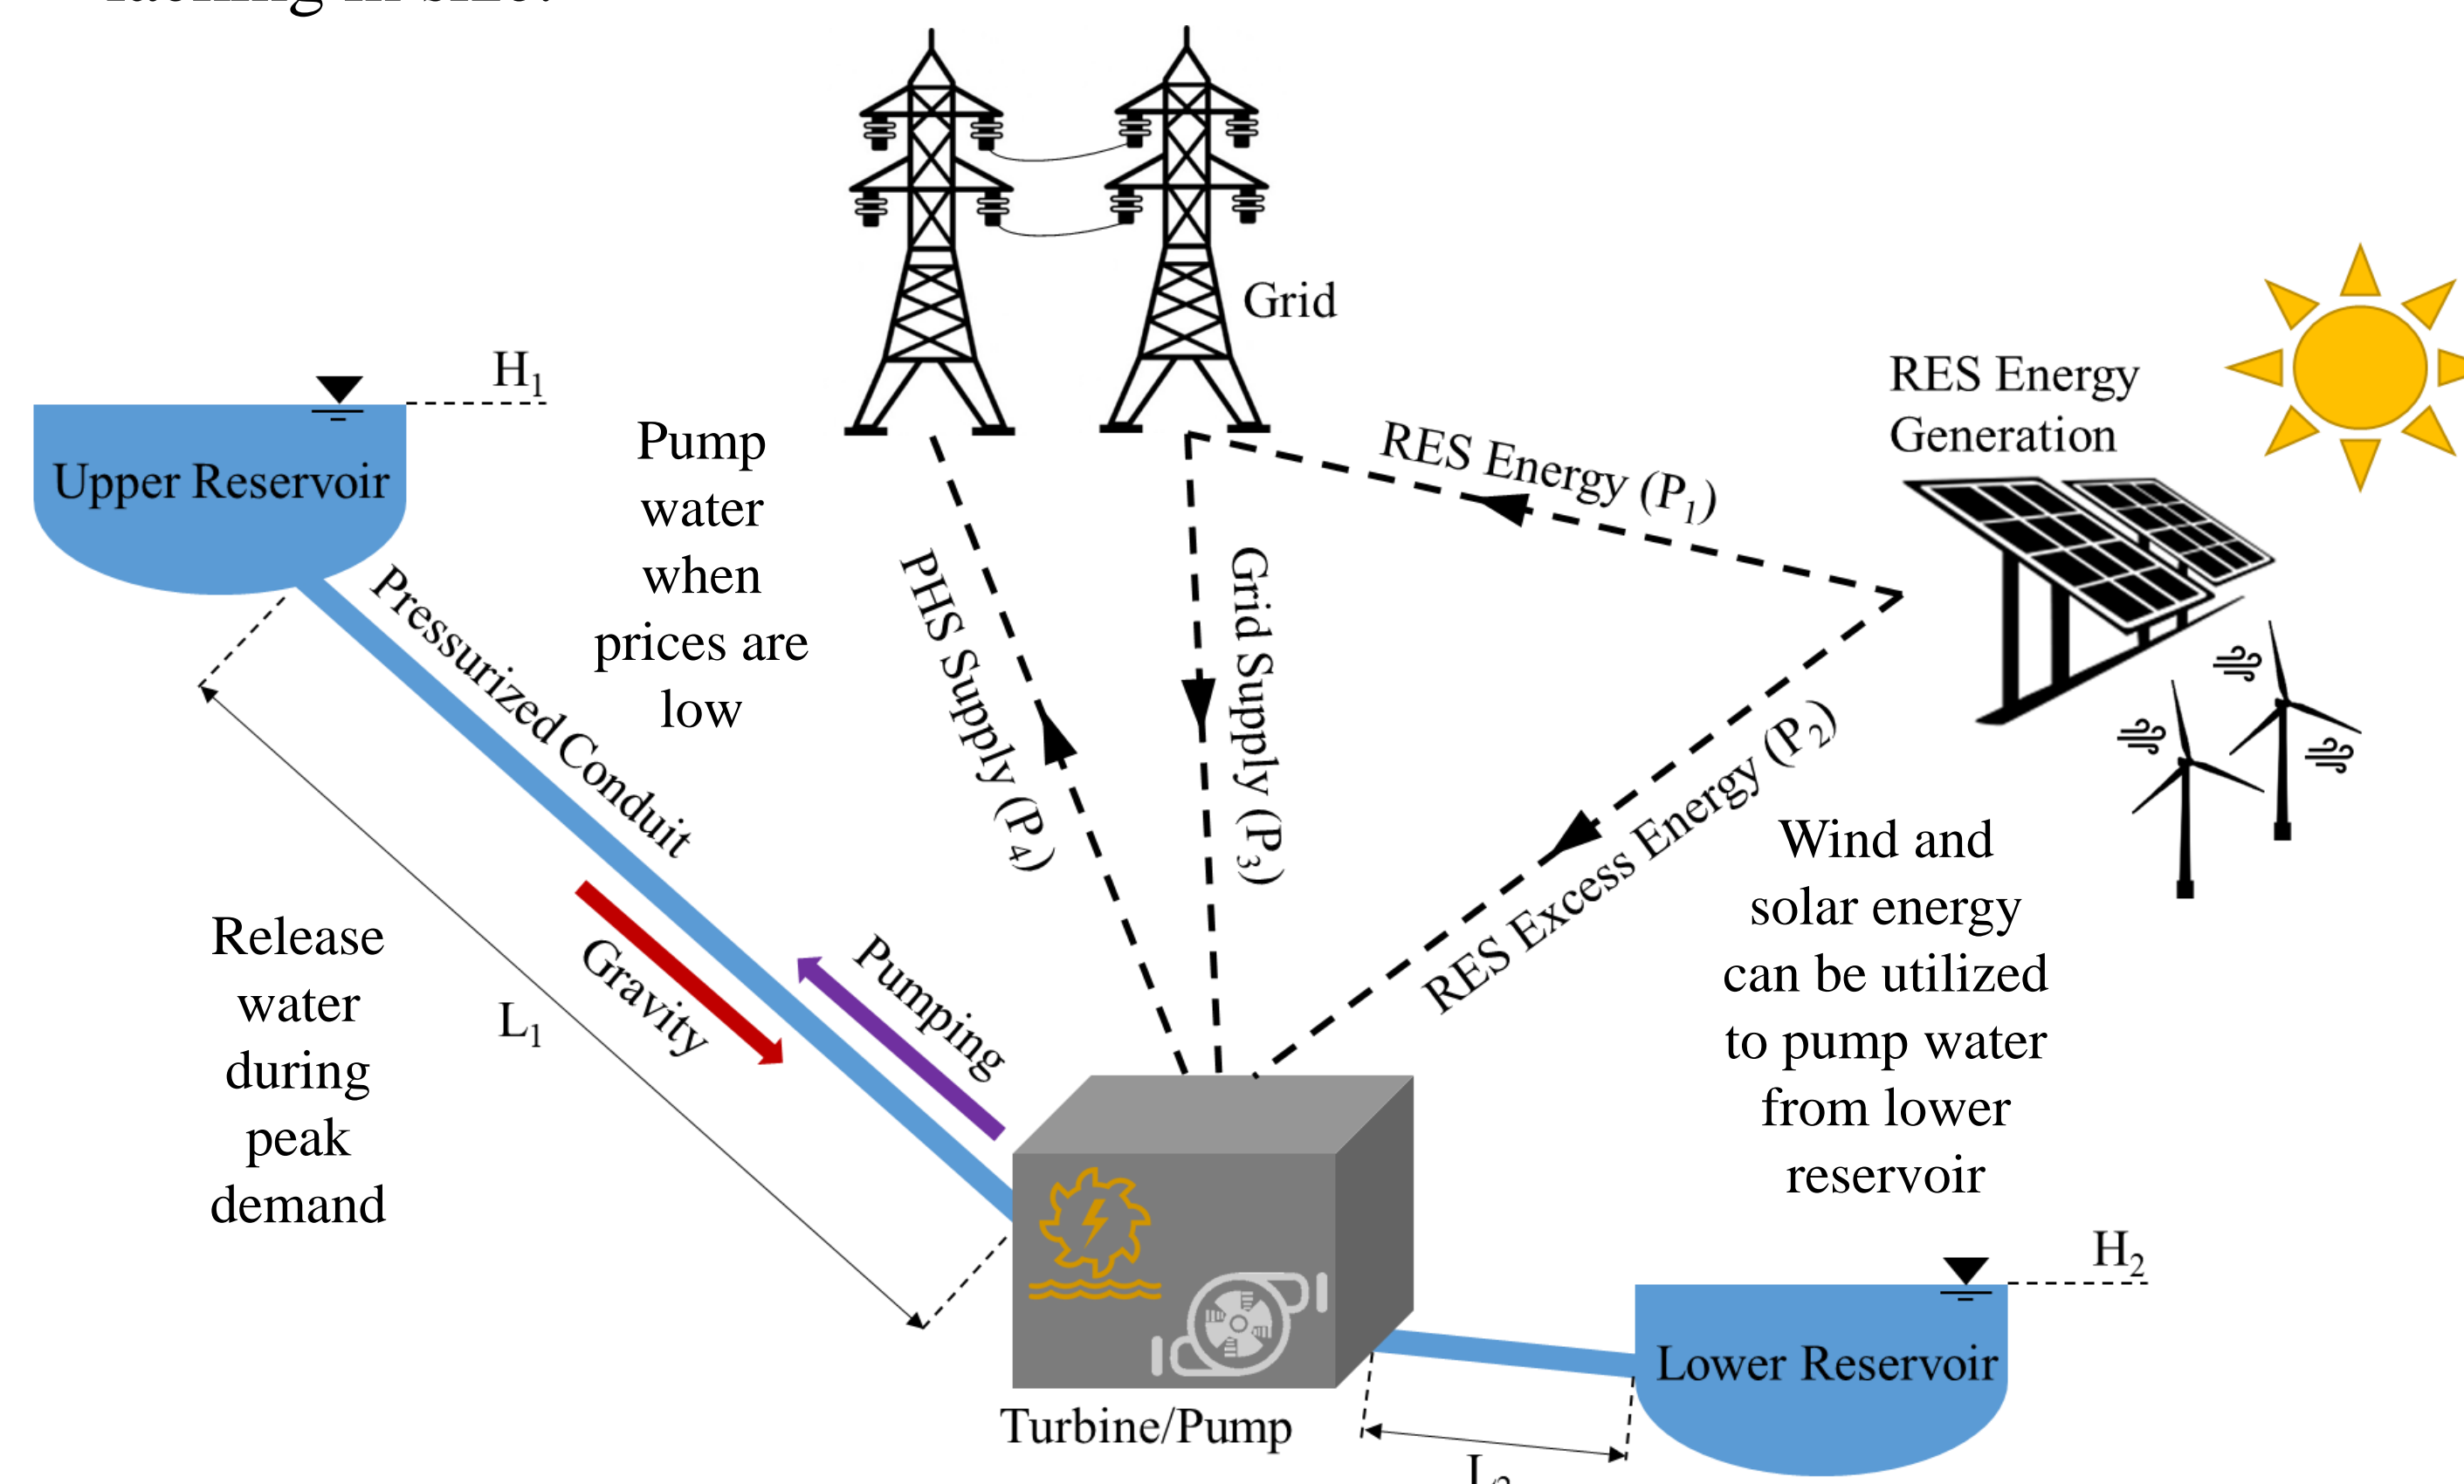 Grid
H1
Upper Reservoir
Pump
water
when
prices are
low
RES Energy
Generation
RES Energy (P1)
PHS Supply (P4)
Grid Supply (P3)
RES Excess Energy (P2)
Pressurized Conduit
Gravity
Pumping
L1
Release
water
during
peak
demand
Wind and
solar energy
can be utilized
to pump water
from lower
reservoir
H2
Lower Reservoir
Turbine/Pump